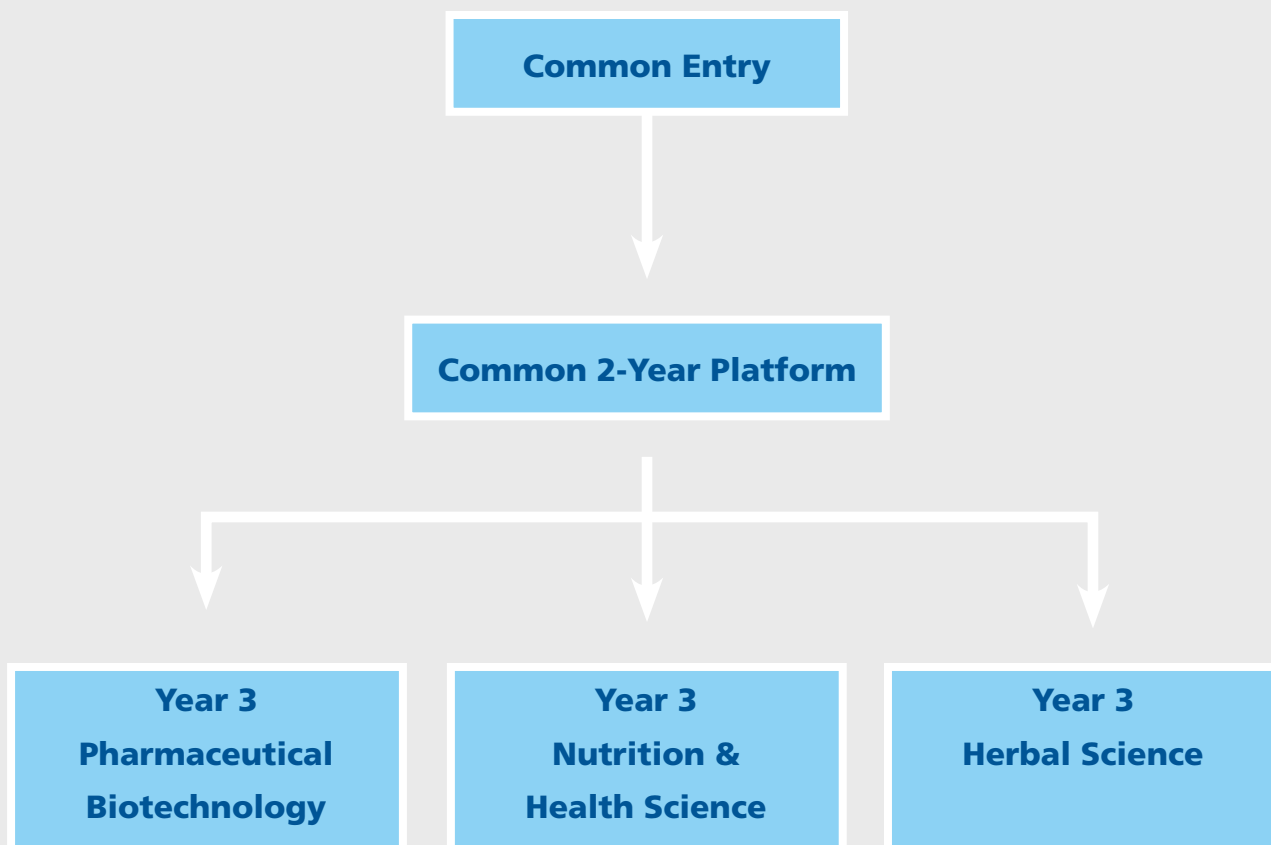 Common Entry
Common 2-Year Platform
Year 3
Pharmaceutical
Biotechnology
Year 3
Nutrition &
Health Science
Year 3
Herbal Science